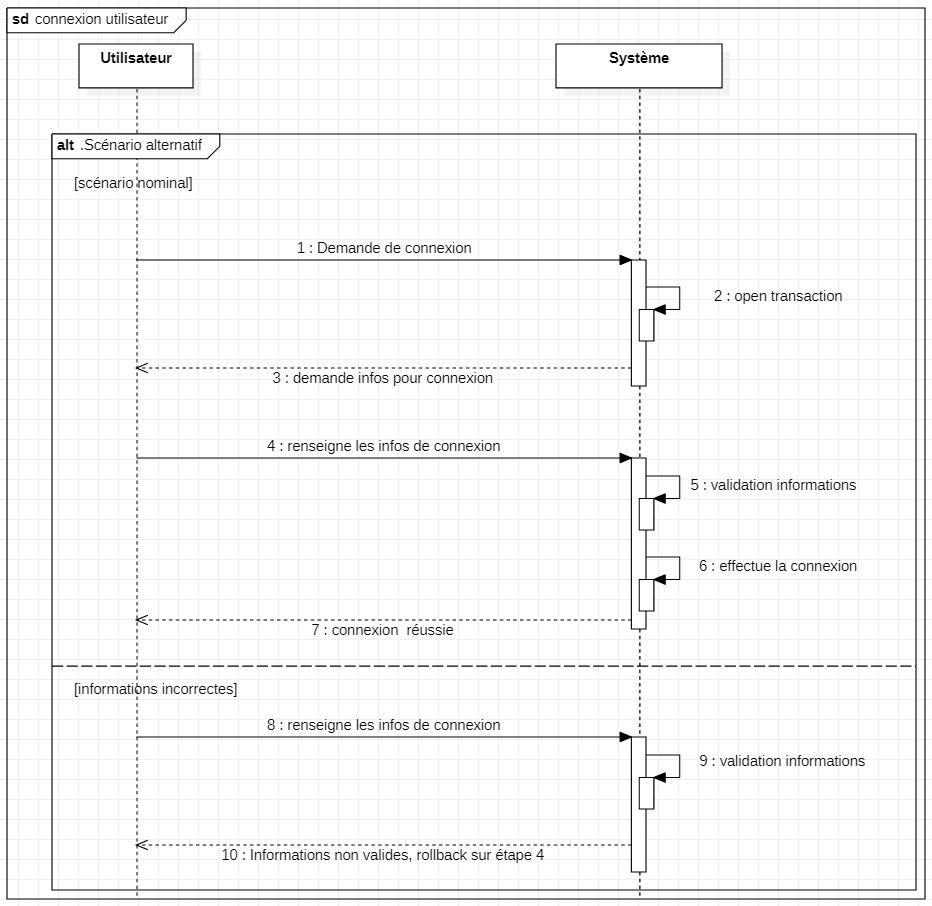 sd connexion utilisateur
Utilisateur
Système
alt .Scénario alternatif
[scénario nominal]
1 : Demande de connexion
2 : open transaction
3 : demande infos pour connexion
4 : renseigne les infos de connexion
5 : validation informations
6 : effectue la connexion
7 : connexion  réussie
[informations incorrectes]
8 : renseigne les infos de connexion
9 : validation informations
10 : Informations non valides, rollback sur étape 4